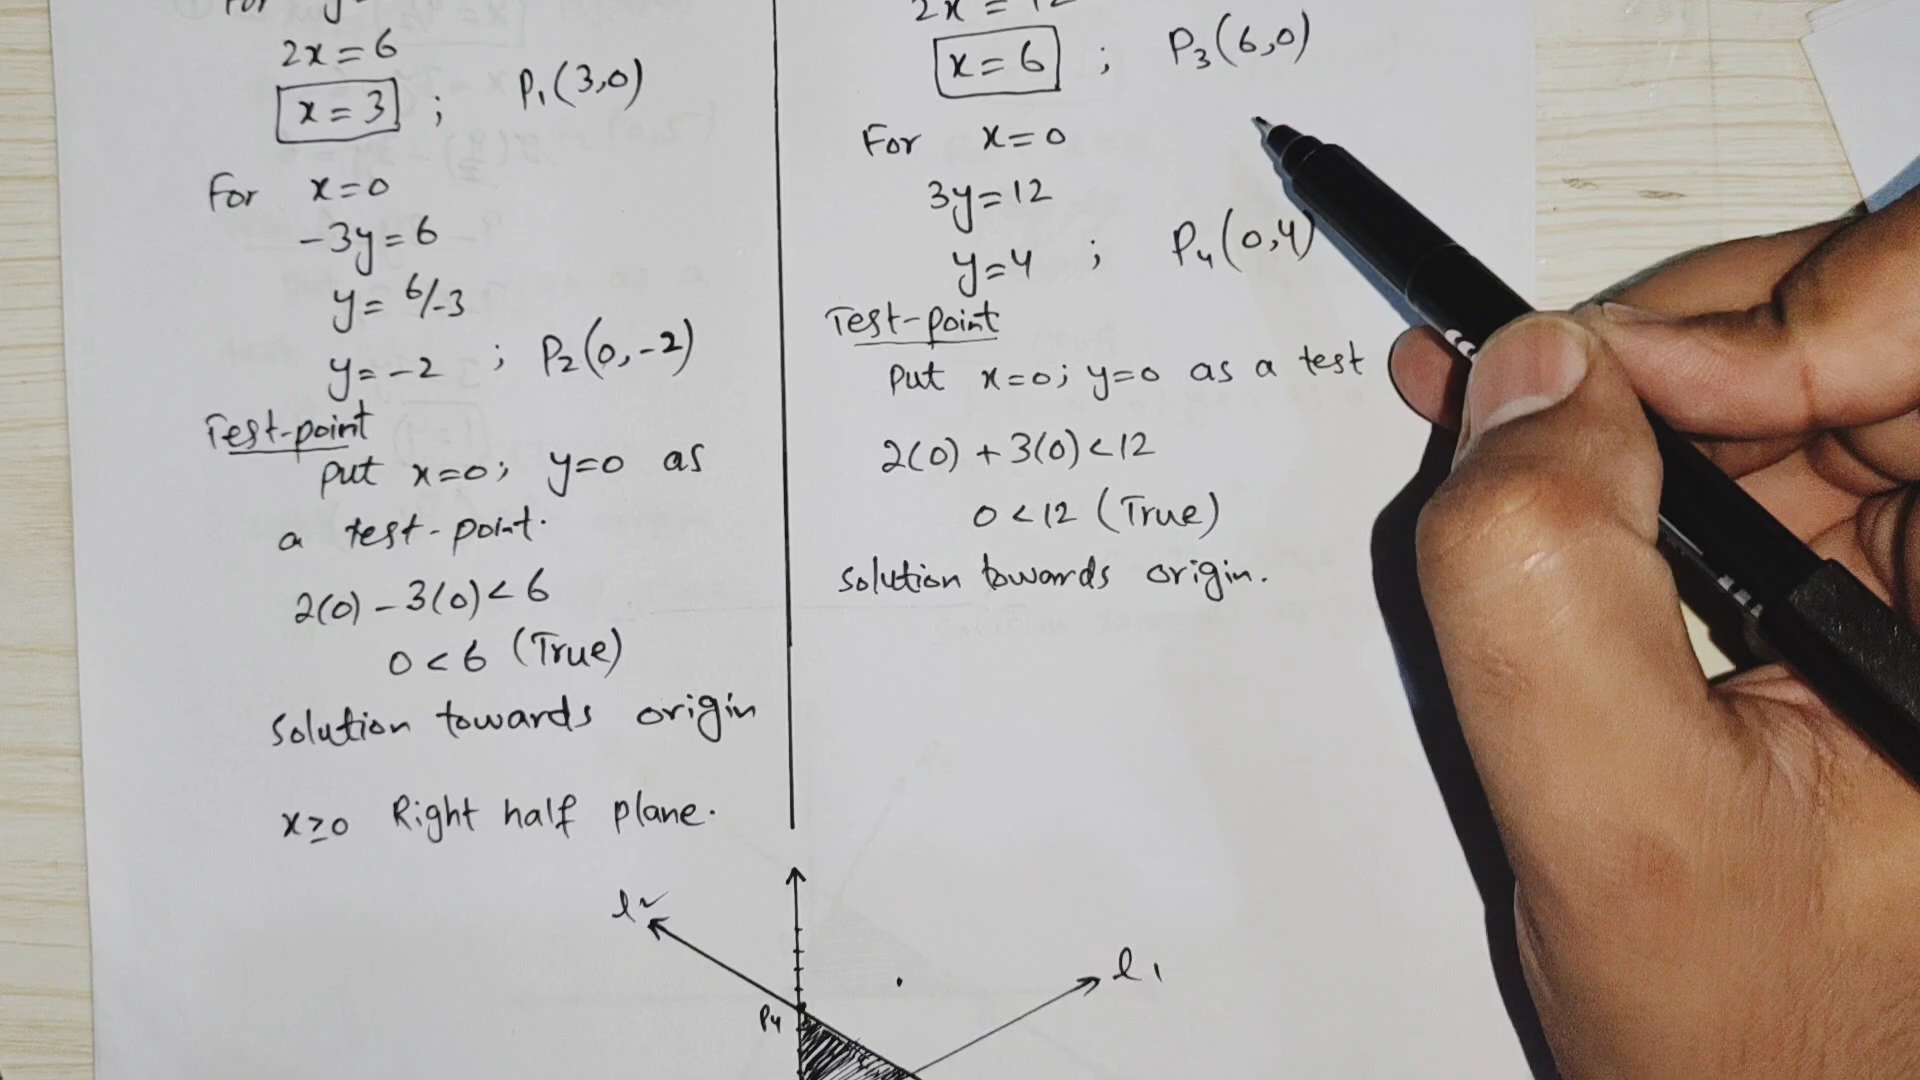 For y=
2x = 6
x = 3 ; P₁(3,0)
For x=0
-3y = 6
y = 6/-3
y = -2 ; P₂(0,-2)
Test-point
put x=0; y=0 as
a test-point.
2(0) - 3(0) < 6
0 < 6 (True)
Solution towards origin
x≥0 Right half plane.
2x = 12
x = 6 ; P₃(6,0)
For x=0
3y = 12
y = 4 ; P₄(0,4)
Test-point
Put x=0; y=0 as a test
2(0) + 3(0) < 12
0 < 12 (True)
Solution towards origin.
l₂
l₁
P₄